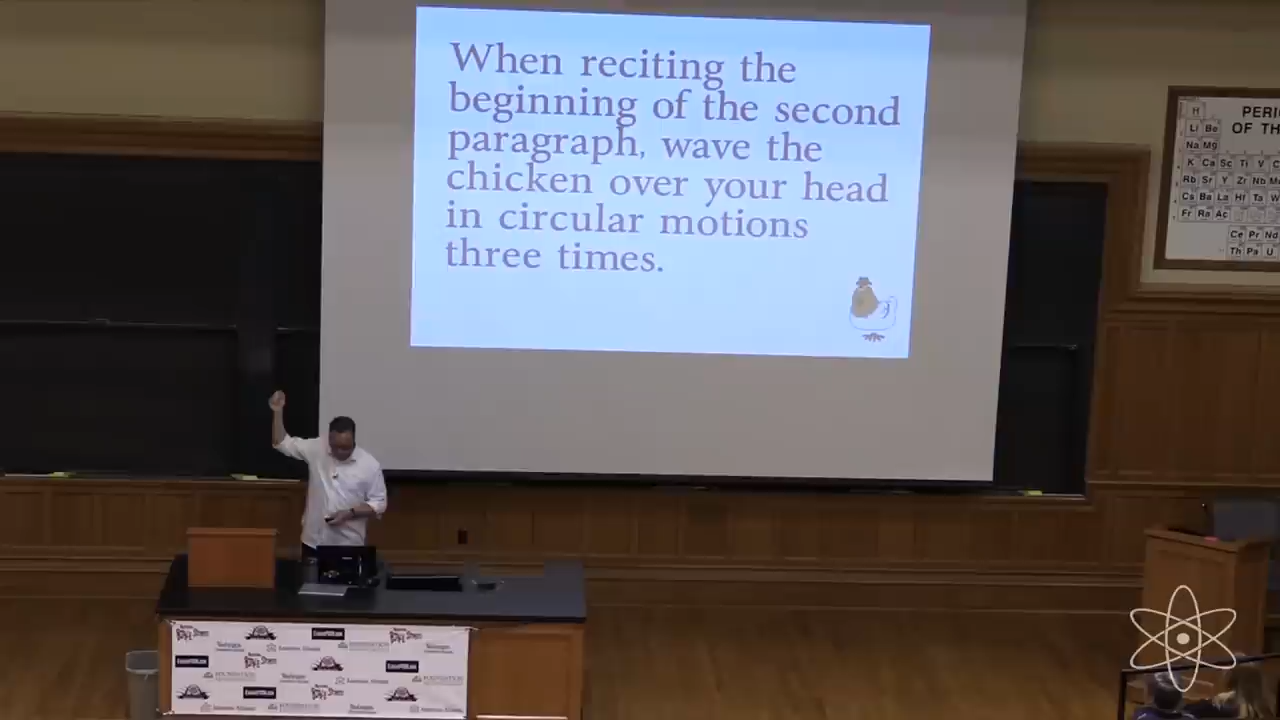 When reciting the
beginning of the second
paragraph, wave the
chicken over your head
in circular motions
three times.
PERI
OF TH
H
Li Be
Na Mg
K Ca Sc Ti V C
Rb Sr Y Zr Nb M
Cs Ba La Hf Ta W
Fr Ra Ac
Ce Pr Nd
Th Pa U